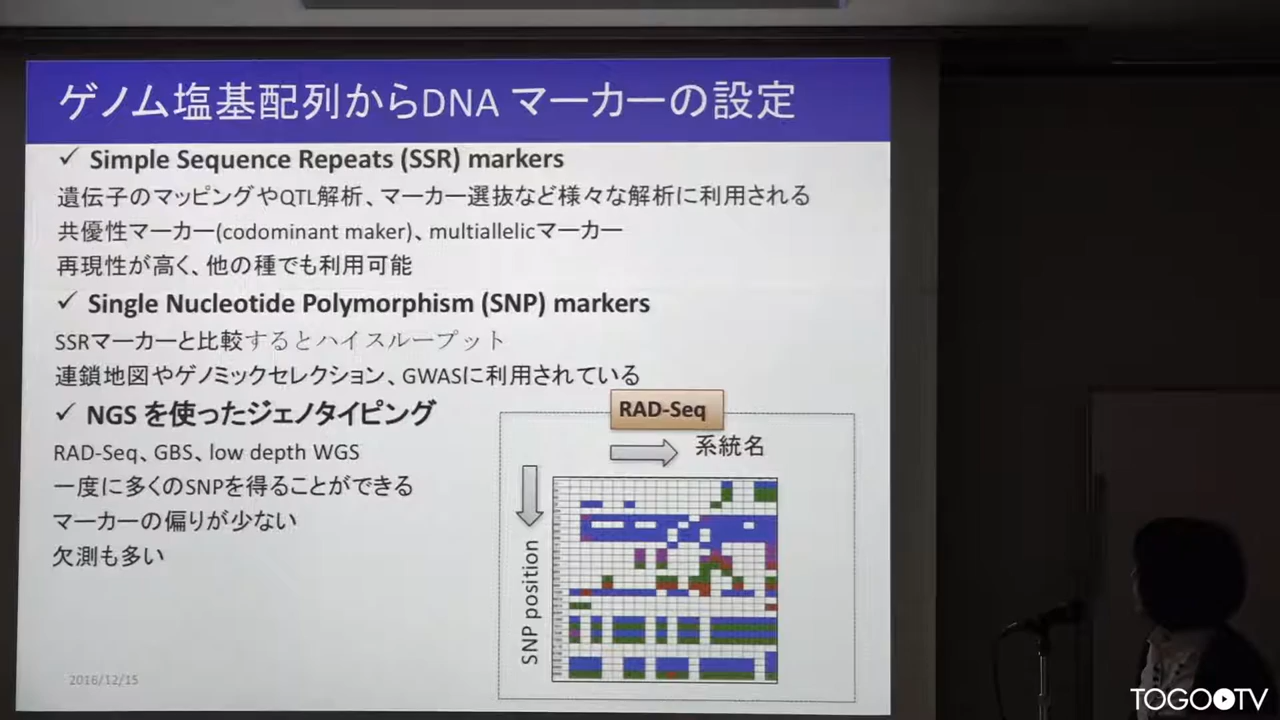 ゲノム塩基配列からDNA マーカーの設定
✓ Simple Sequence Repeats (SSR) markers
遺伝子のマッピングやQTL解析、マーカー選抜など様々な解析に利用される
共優性マーカー(codominant maker)、multiallelicマーカー
再現性が高く、他の種でも利用可能
✓ Single Nucleotide Polymorphism (SNP) markers
SSRマーカーと比較するとハイスループット
連鎖地図やゲノミックセレクション、GWASに利用されている
✓ NGS を使ったジェノタイピング
RAD-Seq、GBS、low depth WGS
一度に多くのSNPを得ることができる
マーカーの偏りが少ない
欠測も多い
RAD-Seq
系統名
SNP position
2016/12/15
TOGOTV